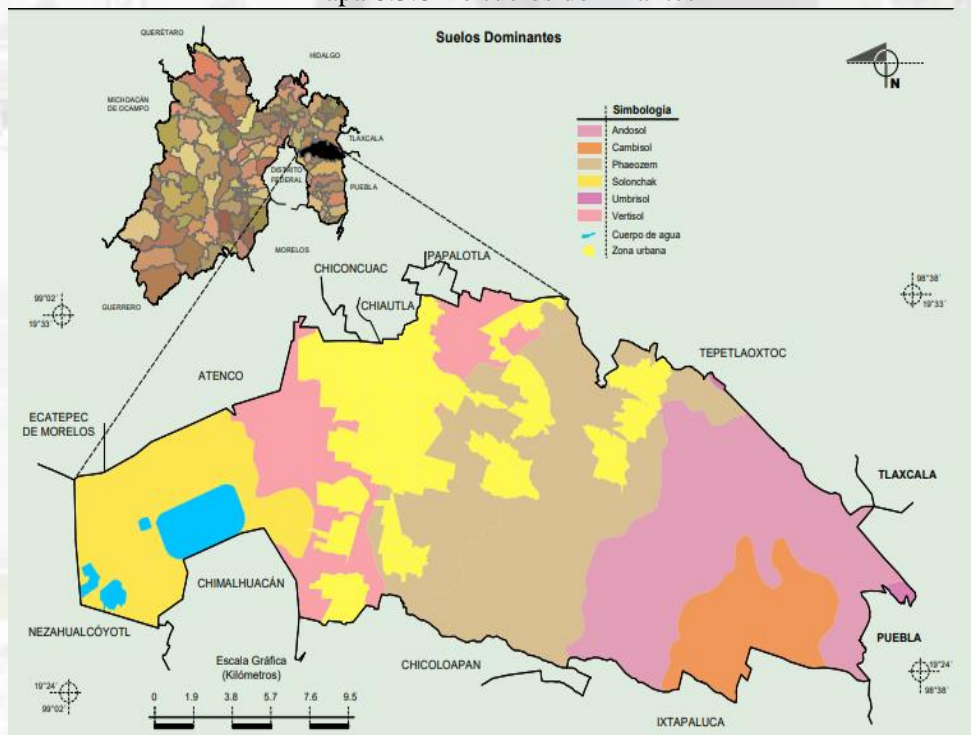 Suelos Dominantes
QUERÉTARO
HIDALGO
MICHOACÁN
DE OCAMPO
TLAXCALA
DISTRITO
FEDERAL
PUEBLA
MORELOS
GUERRERO
N
Simbología
Andosol
Cambisol
Phaeozem
Solonchak
Umbrisol
Vertisol
Cuerpo de agua
Zona urbana
99°02´
19°33´
98°38´
19°33´
PAPALOTLA
CHICONCUAC
CHIAUTLA
TEPETLAOXTOC
ATENCO
ECATEPEC
DE MORELOS
TLAXCALA
CHIMALHUACÁN
NEZAHUALCÓYOTL
PUEBLA
CHICOLOAPAN
IXTAPALUCA
19°24´
99°02´
19°24´
98°38´
Escala Gráfica
(Kilómetros)
0 1.9 3.8 5.7 7.6 9.5